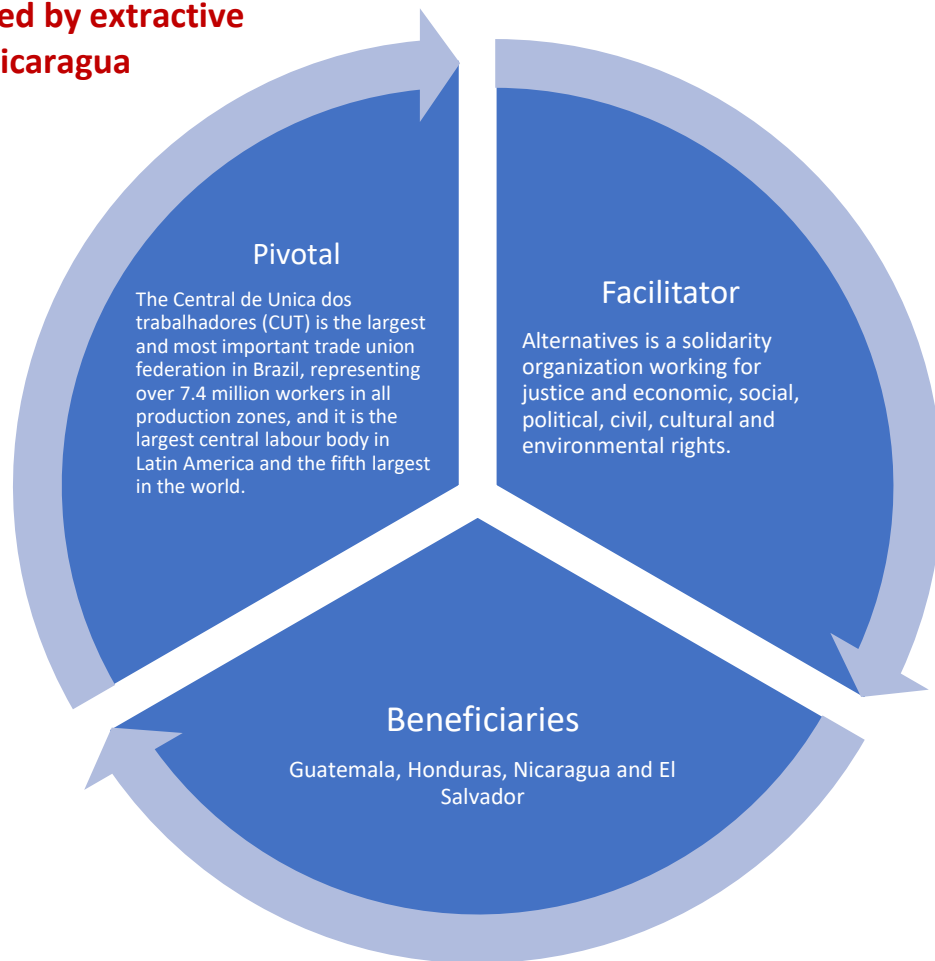 ed by extractive
icaragua
Pivotal
The Central de Unica dos
trabalhadores (CUT) is the largest
and most important trade union
federation in Brazil, representing
over 7.4 million workers in all
production zones, and it is the
largest central labour body in
Latin America and the fifth largest
in the world.
Facilitator
Alternatives is a solidarity
organization working for
justice and economic, social,
political, civil, cultural and
environmental rights.
Beneficiaries
Guatemala, Honduras, Nicaragua and El
Salvador